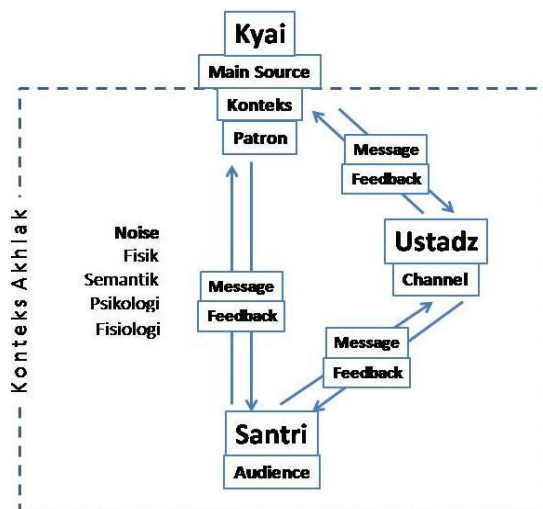 Kyai
Main Source
Konteks
Patron
Message
Feedback
Ustadz
Channel
Noise
Fisik
Semantik
Psikologi
Fisiologi
Message
Feedback
Message
Feedback
Santri
Audience
Konteks Akhlak